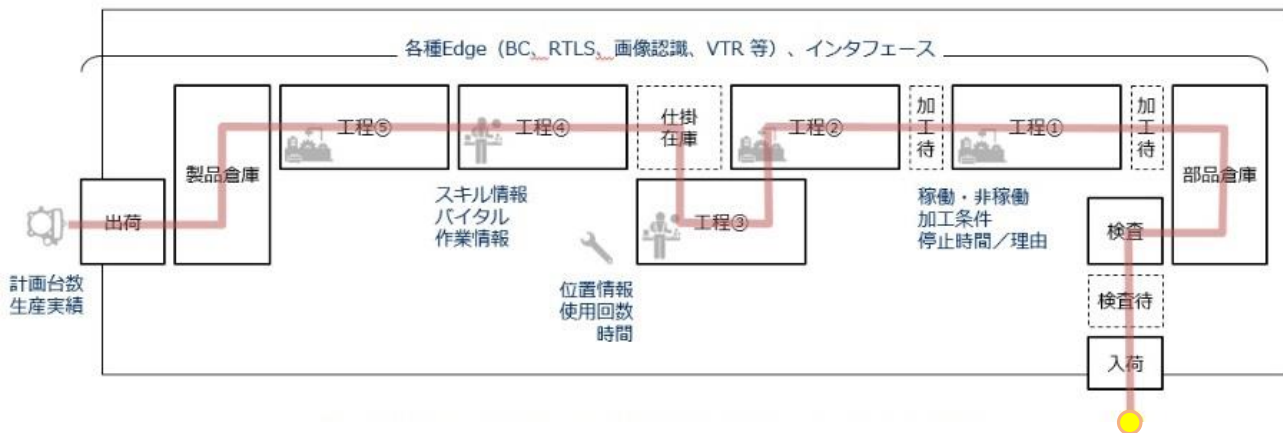 各種Edge（BC、RTLS、画像認識、VTR 等）、インタフェース
出荷
製品倉庫
工程⑤
工程④
仕掛
在庫
工程②
加工待
工程①
加工待
部品倉庫
工程③
検査
検査待
入荷
計画台数
生産実績
スキル情報
バイタル
作業情報
位置情報
使用回数
時間
稼働・非稼働
加工条件
停止時間／理由